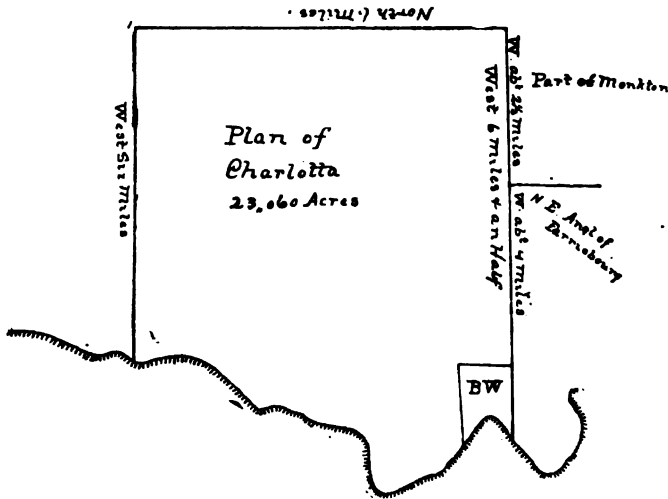 North 6 Miles.
W. abt 2½ Miles
Part of Monkton
West 6 Miles & an Half
West Six Miles
Plan of
Charlotta
23,060 Acres
W. abt 4 Miles
N E. Angl of
Ferrisbourg
BW